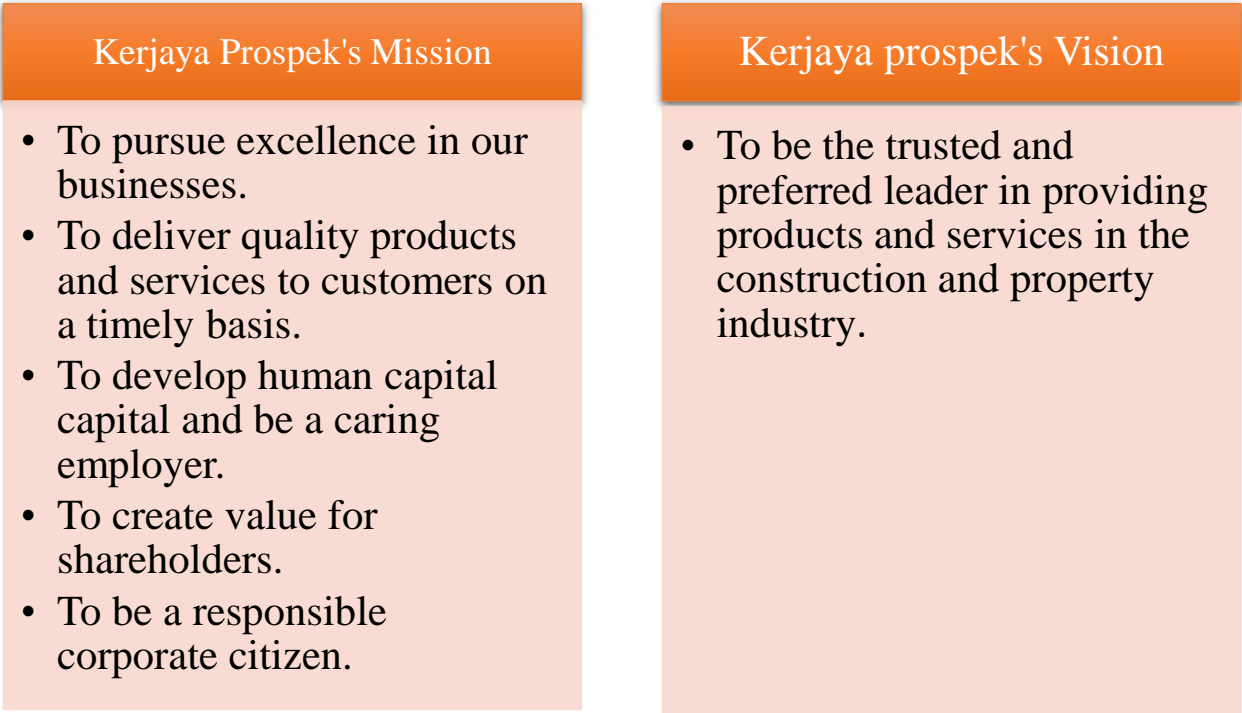 Kerjaya Prospek's Mission
• To pursue excellence in our
businesses.
• To deliver quality products
and services to customers on
a timely basis.
• To develop human capital
capital and be a caring
employer.
• To create value for
shareholders.
• To be a responsible
corporate citizen.
Kerjaya prospek's Vision
• To be the trusted and
preferred leader in providing
products and services in the
construction and property
industry.